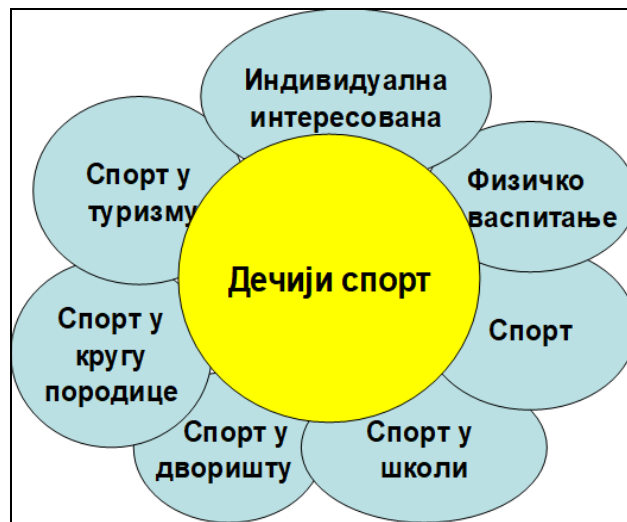 Индивидуална
интересована
Физичко
васпитање
Спорт
Спорт у
школи
Спорт у
дворишту
Спорт у
кругу
породице
Спорт у
туризму
Дечији спорт